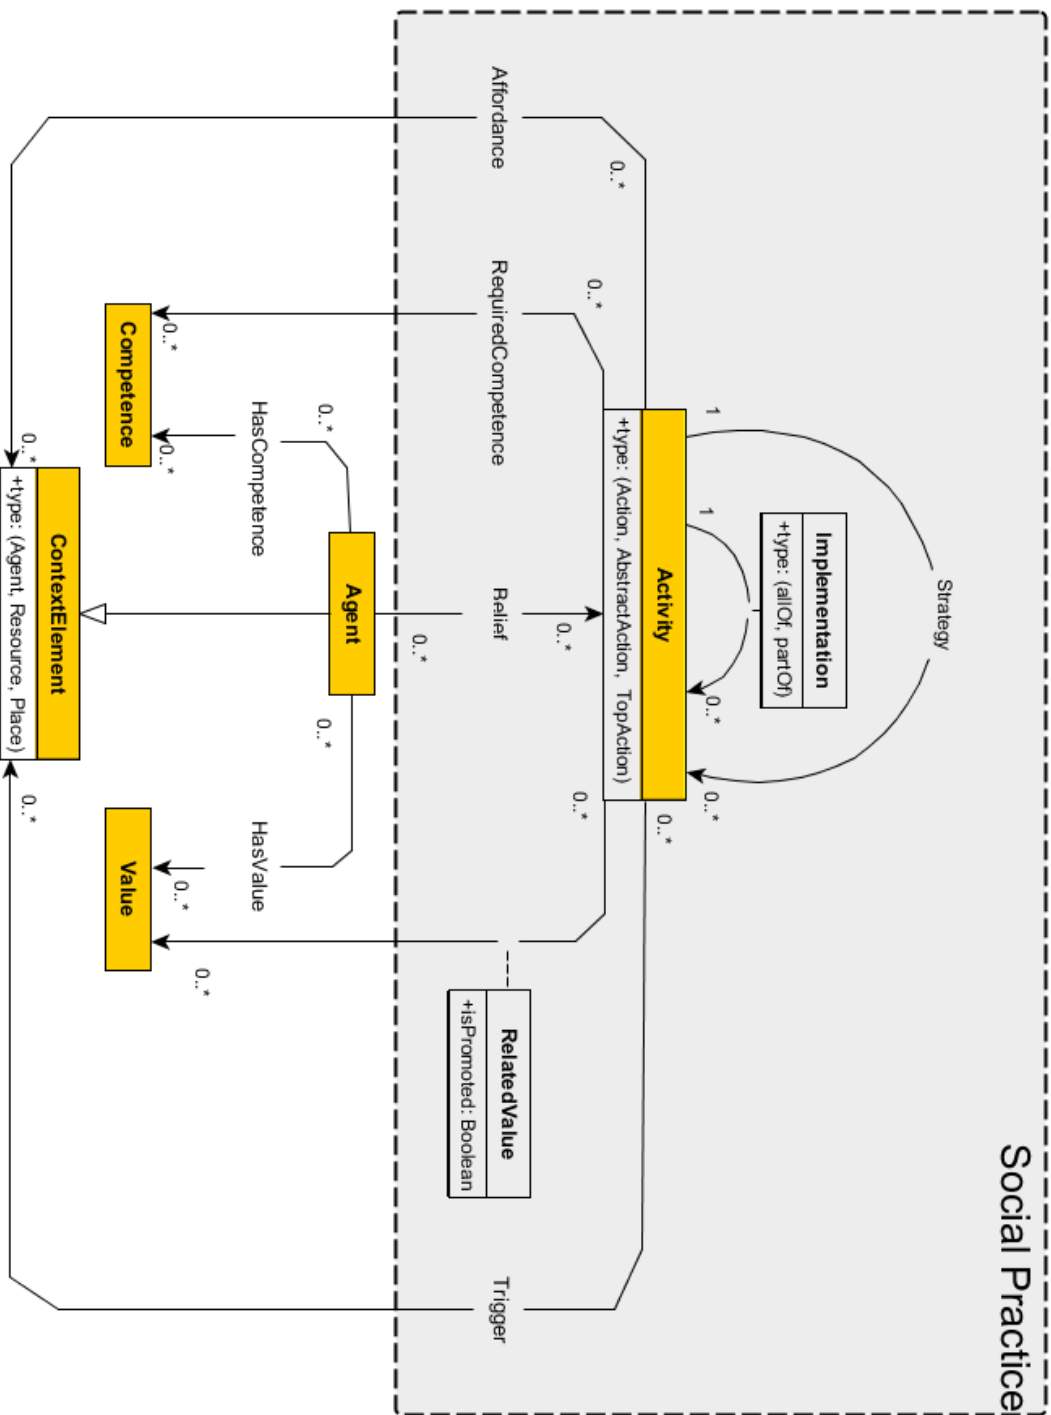 Social Practice
Strategy
Implementation
+type: (allOf, partOf)
1
1
0..*
0..*
Activity
+type: (Action, AbstractAction, TopAction)
0..*
0..*
0..*
0..*
0..*
Affordance
RequiredCompetence
Relief
RelatedValue
+isPromoted: Boolean
Trigger
0..*
Agent
0..*
0..*
HasCompetence
HasValue
Competence
0..*
0..*
Value
0..*
0..*
ContextElement
+type: (Agent, Resource, Place)
0..*
0..*